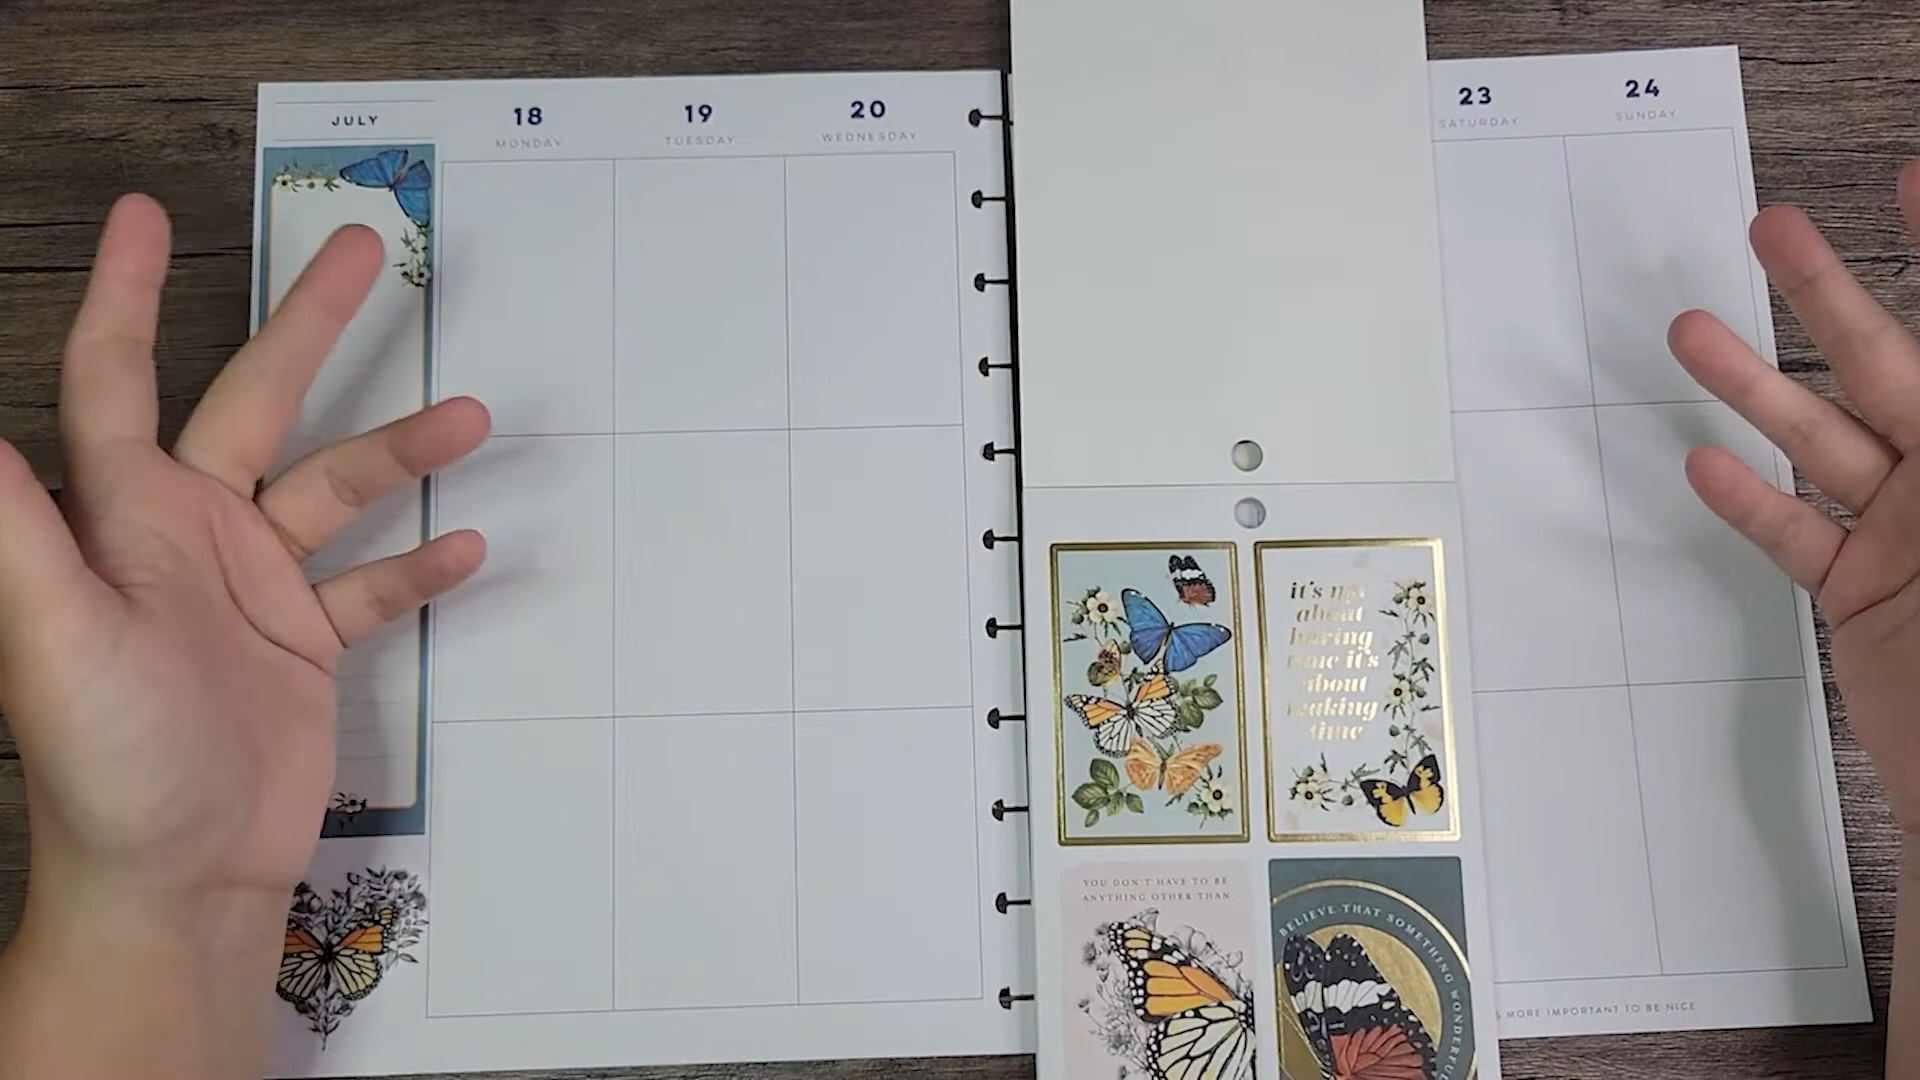 JULY
18
MONDAY
19
TUESDAY
20
WEDNESDAY
23
SATURDAY
24
SUNDAY
it's not
about
having
time it's
about
making
time
YOU DON'T HAVE TO BE
ANYTHING OTHER THAN
BELIEVE THAT SOMETHING WONDERFUL
MORE IMPORTANT TO BE NICE